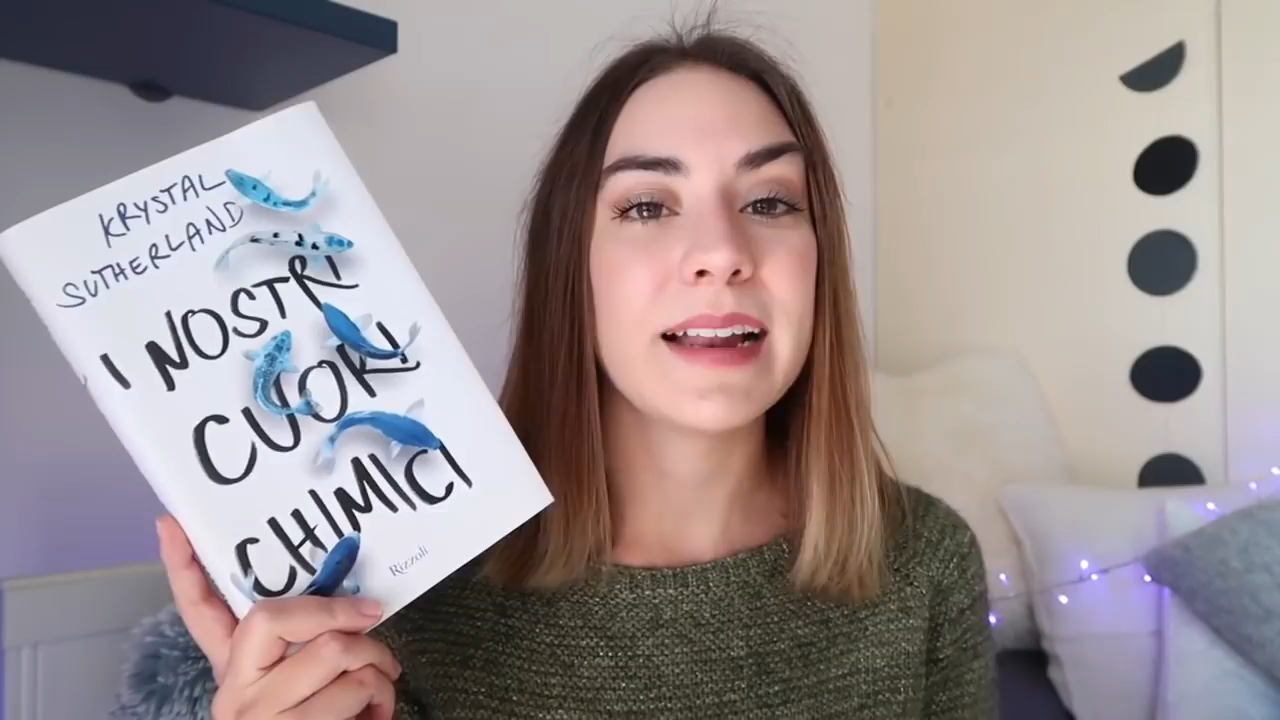 KRYSTAL
SUTHERLAND
I NOSTRI
CUORI
CHIMICI
Rizzoli